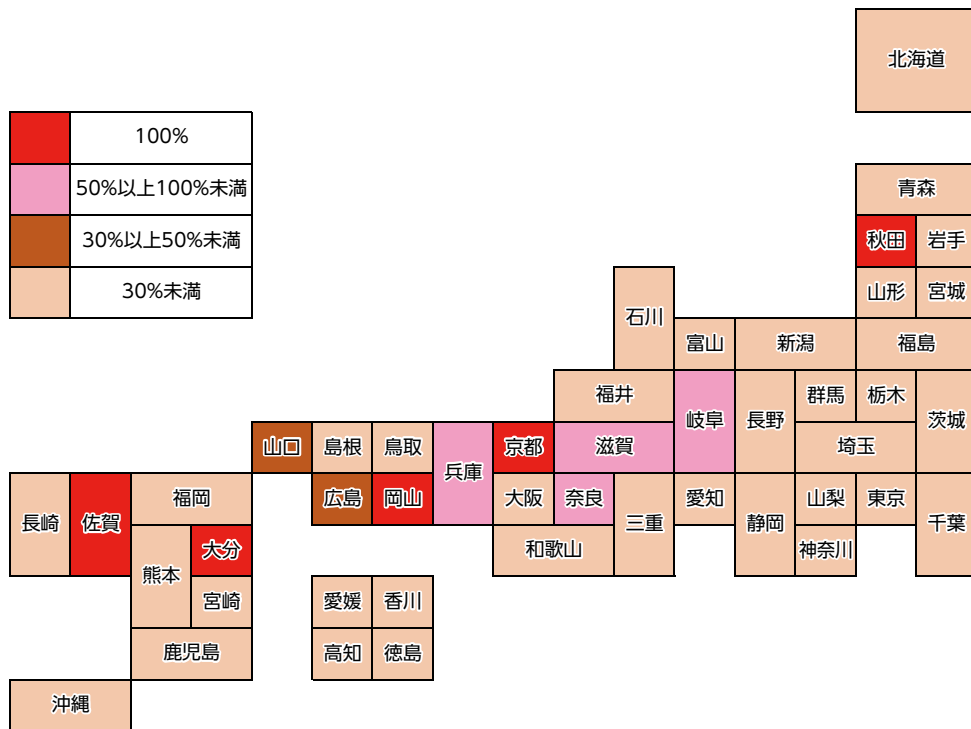 北海道
100%
50%以上100%未満
青森
30%以上50%未満
秋田 岩手
30%未満
山形 宮城
石川
富山 新潟 福島
福井
群馬 栃木
岐阜 長野 茨城
山口 島根 鳥取 京都 滋賀 埼玉
兵庫
福岡
広島 岡山 大阪 奈良 愛知 山梨 東京
長崎 佐賀 三重 静岡 千葉
大分 和歌山 神奈川
熊本
宮崎 愛媛 香川
鹿児島 高知 徳島
沖縄